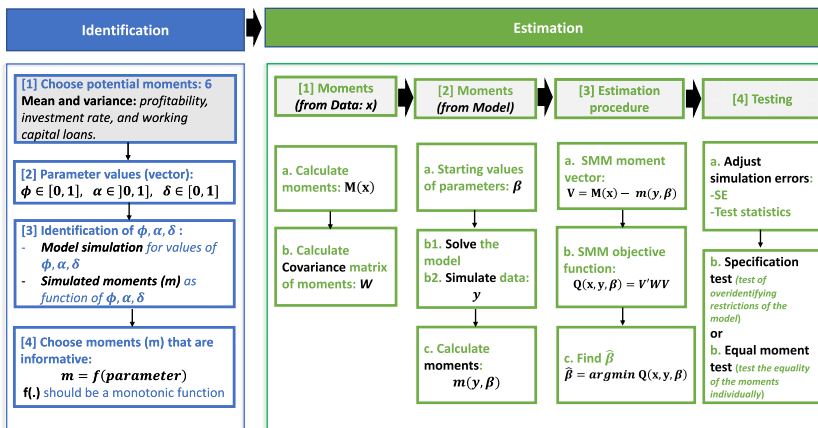 Identification
[1] Choose potential moments: 6
Mean and variance: profitability,
investment rate, and working
capital loans.
[2] Parameter values (vector):
ϕ ∈ [0, 1],  α ∈ ]0, 1],  δ ∈ [0, 1]
[3] Identification of ϕ, α, δ :
- Model simulation for values of
ϕ, α, δ
- Simulated moments (m) as
function of ϕ, α, δ
[4] Choose moments (m) that are
informative:
m = f(parameter)
f(.) should be a monotonic function
Estimation
[1] Moments
(from Data: x)
a. Calculate
moments: M(x)
b. Calculate
Covariance matrix
of moments: W
[2] Moments
(from Model)
a. Starting values
of parameters: β
b1. Solve the
model
b2. Simulate data:
y
c. Calculate
moments:
m(y, β)
[3] Estimation
procedure
a. SMM moment
vector:
V = M(x) − m(y, β)
b. SMM objective
function:
Q(x, y, β) = V′WV
c. Find β̂
β̂ = argmin Q(x, y, β)
[4] Testing
a. Adjust
simulation errors:
-SE
-Test statistics
b. Specification
test (test of
overidentifying
restrictions of the
model)
or
b. Equal moment
test (test the equality
of the moments
individually)